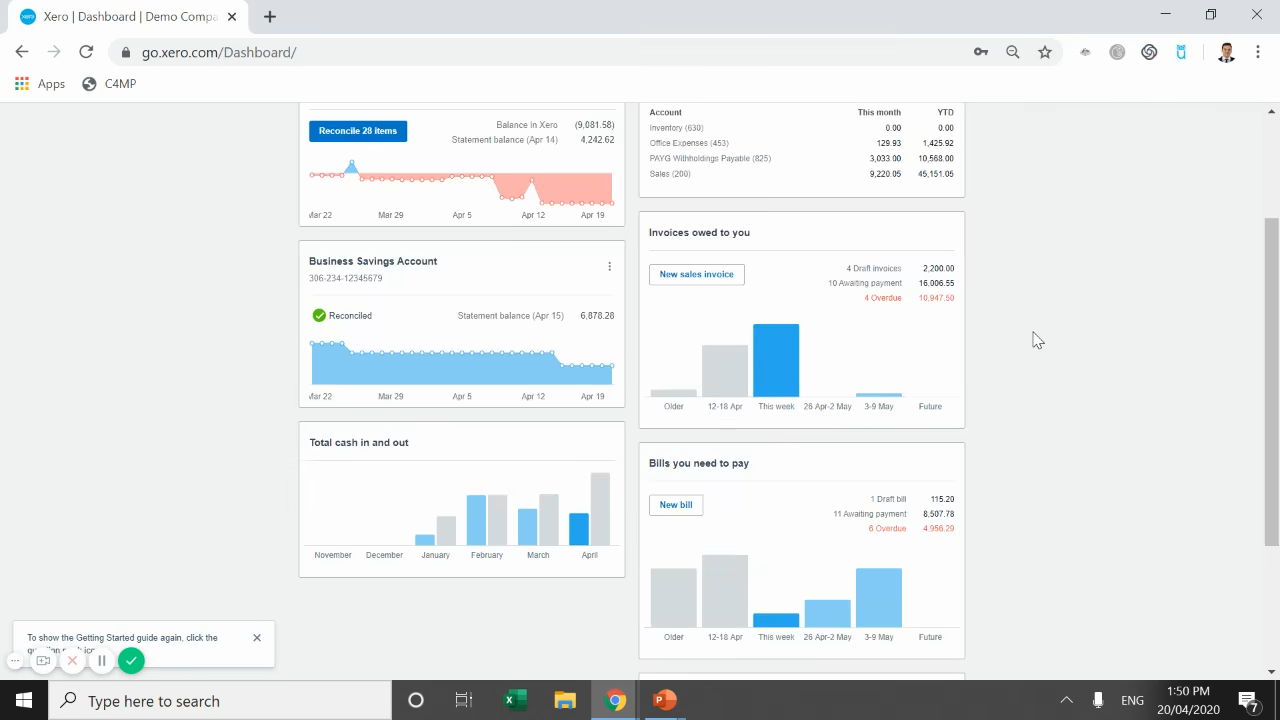 Xero | Dashboard | Demo Compa
go.xero.com/Dashboard/
Apps
C4MP
Reconcile 28 items
Balance in Xero (9,081.58)
Statement balance (Apr 14) 4,242.62
Mar 22 Mar 29 Apr 5 Apr 12 Apr 19
Business Savings Account
306-234-12345679
Reconciled
Statement balance (Apr 15) 6,878.28
Mar 22 Mar 29 Apr 5 Apr 12 Apr 19
Total cash in and out
November December January February March April
Account This month YTD
Inventory (630) 0.00 0.00
Office Expenses (453) 129.93 1,425.92
PAYG Withholdings Payable (825) 3,033.00 10,568.00
Sales (200) 9,220.05 45,151.05
Invoices owed to you
New sales invoice
4 Draft invoices 2,200.00
10 Awaiting payment 16,006.55
4 Overdue 10,947.50
Older 12-18 Apr This week 26 Apr-2 May 3-9 May Future
Bills you need to pay
New bill
1 Draft bill 115.20
11 Awaiting payment 8,507.78
6 Overdue 4,956.29
Older 12-18 Apr This week 26 Apr-2 May 3-9 May Future
To show the Getting Started guide again, click the
Type here to search
ENG
1:50 PM
20/04/2020
7